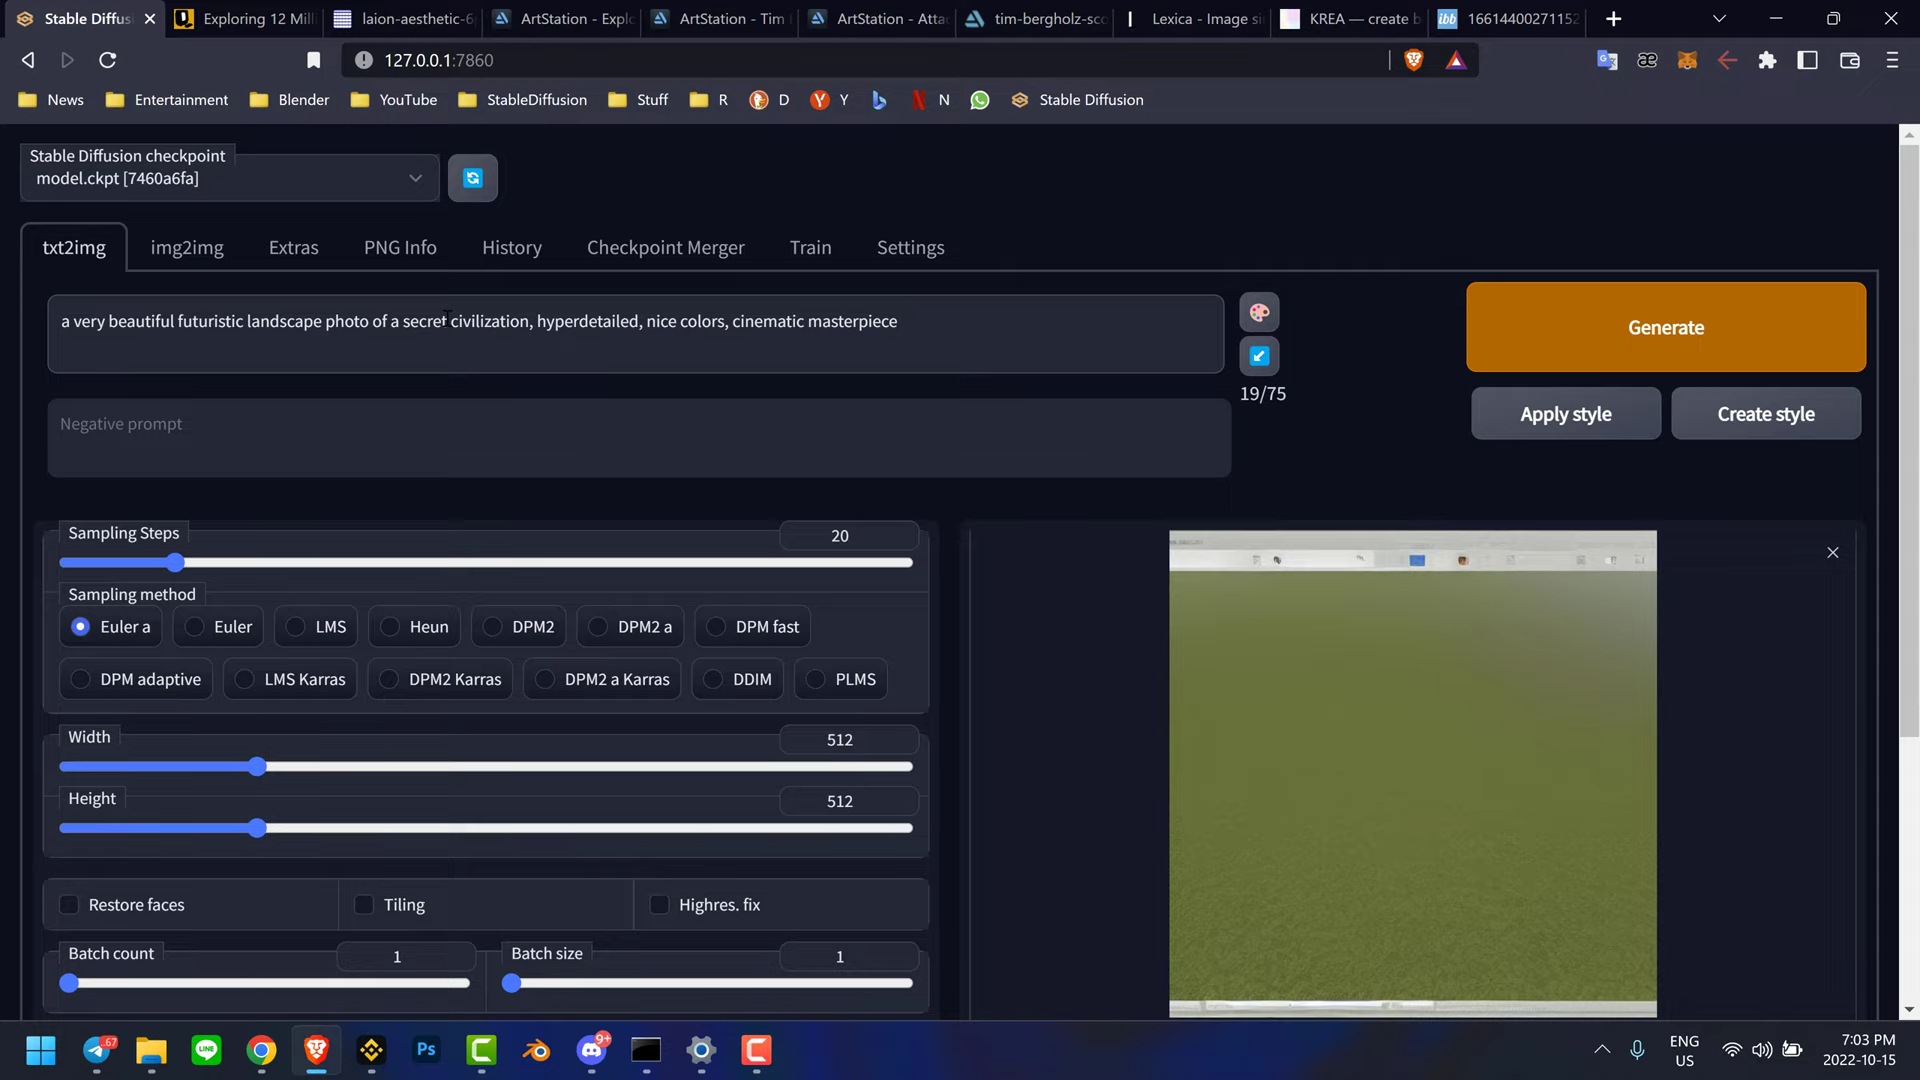 Stable Diffus
Exploring 12 Mill
laion-aesthetic-6p
ArtStation - Explo
ArtStation - Tim
ArtStation - Atta
tim-bergholz-sco
Lexica - Image si
KREA — create b
16614400271152
127.0.0.1:7860
News
Entertainment
Blender
YouTube
StableDiffusion
Stuff
R
D
Y
N
Stable Diffusion
Stable Diffusion checkpoint
model.ckpt [7460a6fa]
txt2img
img2img
Extras
PNG Info
History
Checkpoint Merger
Train
Settings
a very beautiful futuristic landscape photo of a secret civilization, hyperdetailed, nice colors, cinematic masterpiece
Generate
19/75
Negative prompt
Apply style
Create style
Sampling Steps
20
Sampling method
Euler a
Euler
LMS
Heun
DPM2
DPM2 a
DPM fast
DPM adaptive
LMS Karras
DPM2 Karras
DPM2 a Karras
DDIM
PLMS
Width
512
Height
512
Restore faces
Tiling
Highres. fix
Batch count
1
Batch size
1
ENG
US
7:03 PM
2022-10-15